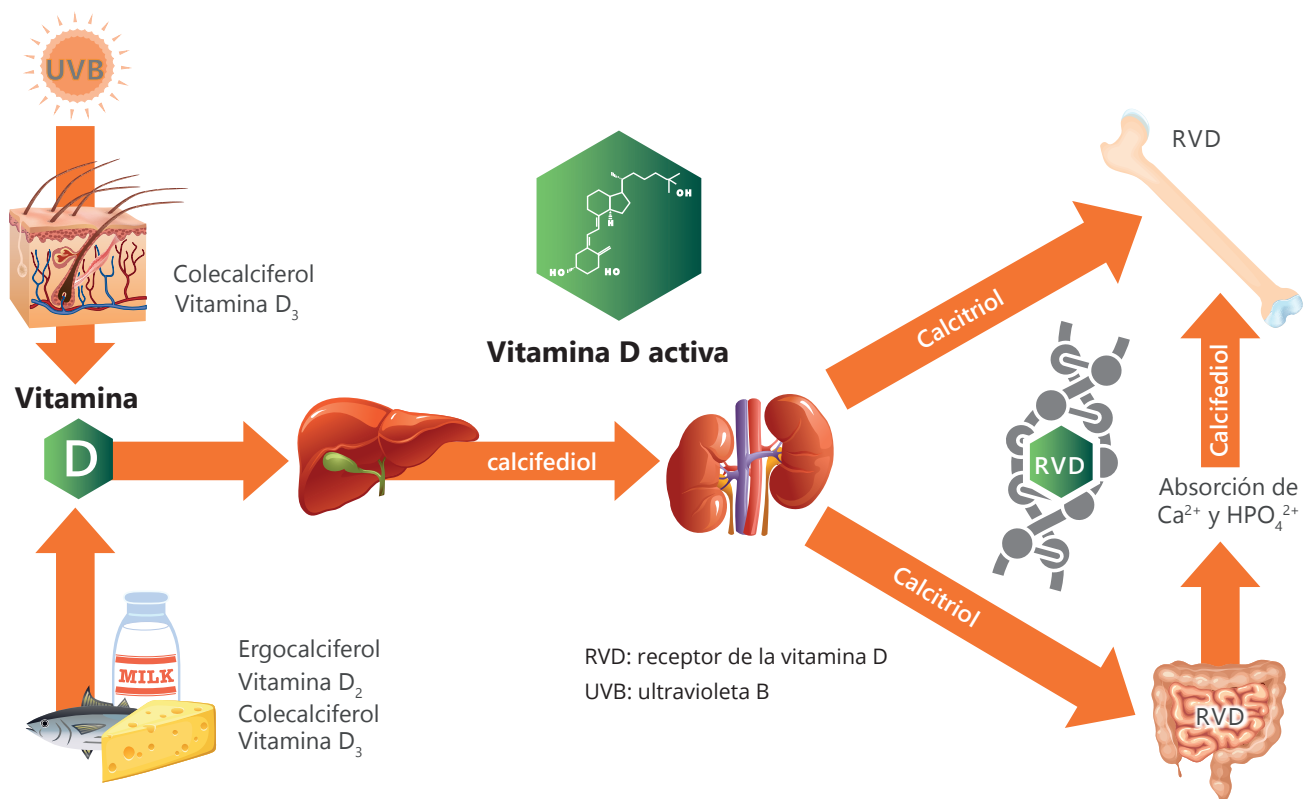 UVB
Colecalciferol
Vitamina D₃
Vitamina
D
MILK
Ergocalciferol
Vitamina D₂
Colecalciferol
Vitamina D₃
OH
H
HO
HO
Vitamina D activa
calcifediol
Calcitriol
Calcitriol
RVD: receptor de la vitamina D
UVB: ultravioleta B
RVD
RVD
Calcifediol
Absorción de
Ca²⁺ y HPO₄²⁺
RVD